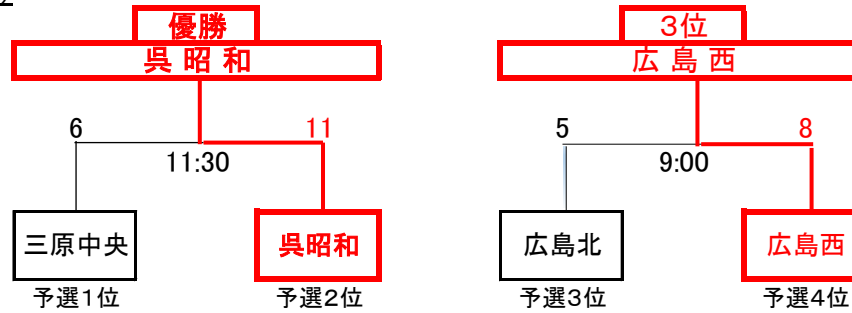 優勝
呉昭和
6
11
11:30
三原中央
呉昭和
予選1位
予選2位
3位
広島西
5
8
9:00
広島北
広島西
予選3位
予選4位